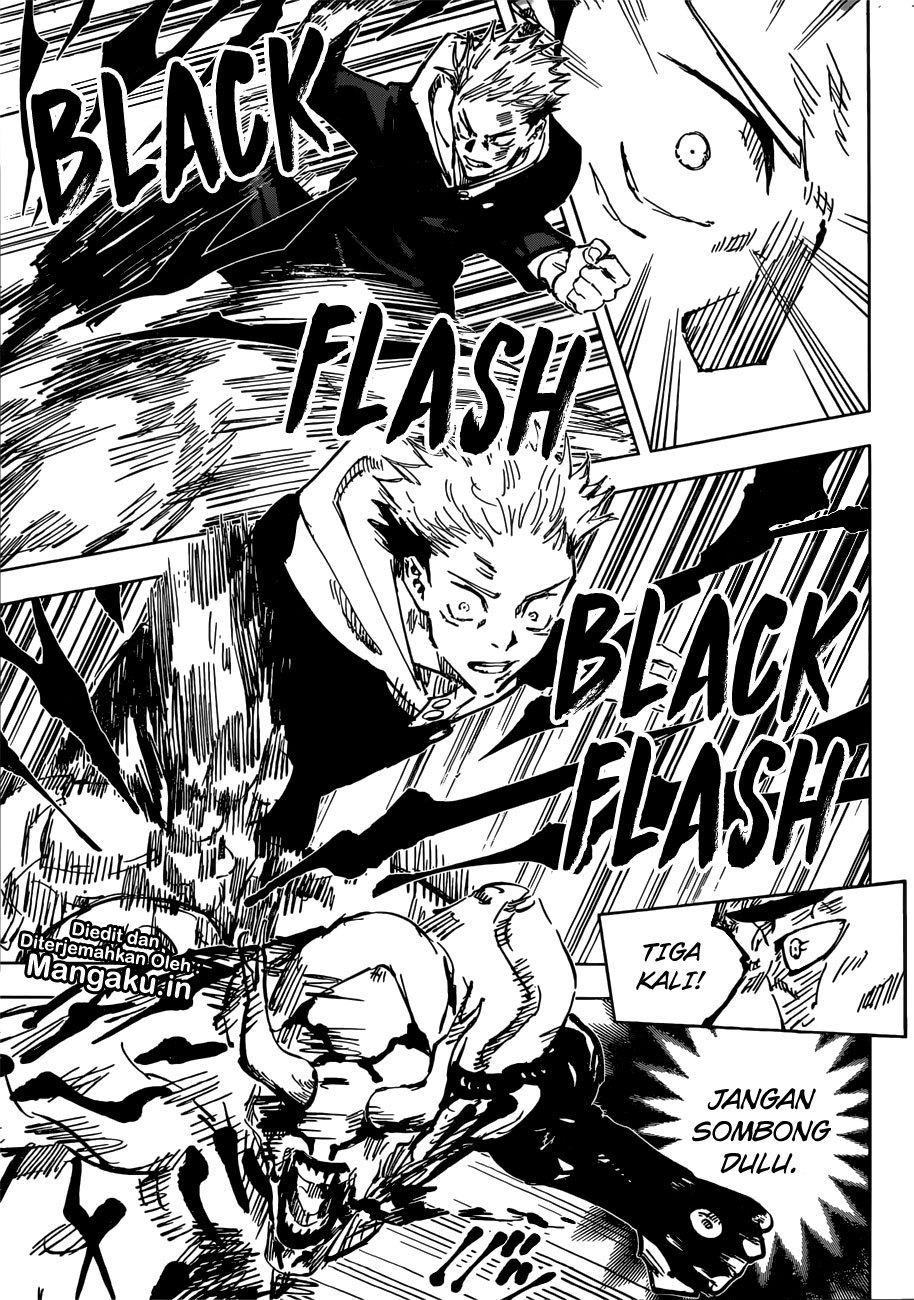 BLACK
FLASH
BLACK
FLASH
TIGA
KALI!
JANGAN
SOMBONG
DULU.
Diedit dan
Diterjemahkan Oleh :
Mangaku.in